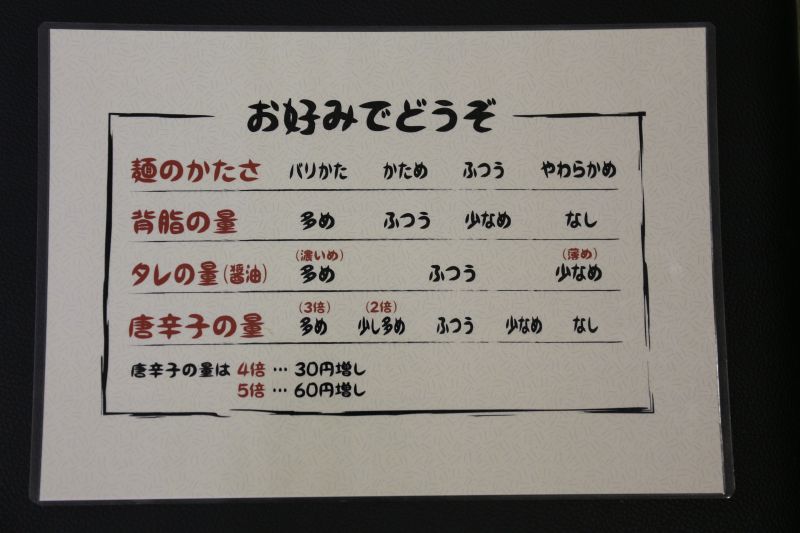 お好みでどうぞ
麺のかたさ バリかた かため ふつう やわらかめ
背脂の量 多め ふつう 少なめ なし
(濃いめ) (薄め)
タレの量(醤油) 多め ふつう 少なめ
(3倍) (2倍)
唐辛子の量 多め 少し多め ふつう 少なめ なし
唐辛子の量は 4倍 … 30円増し
5倍 … 60円増し